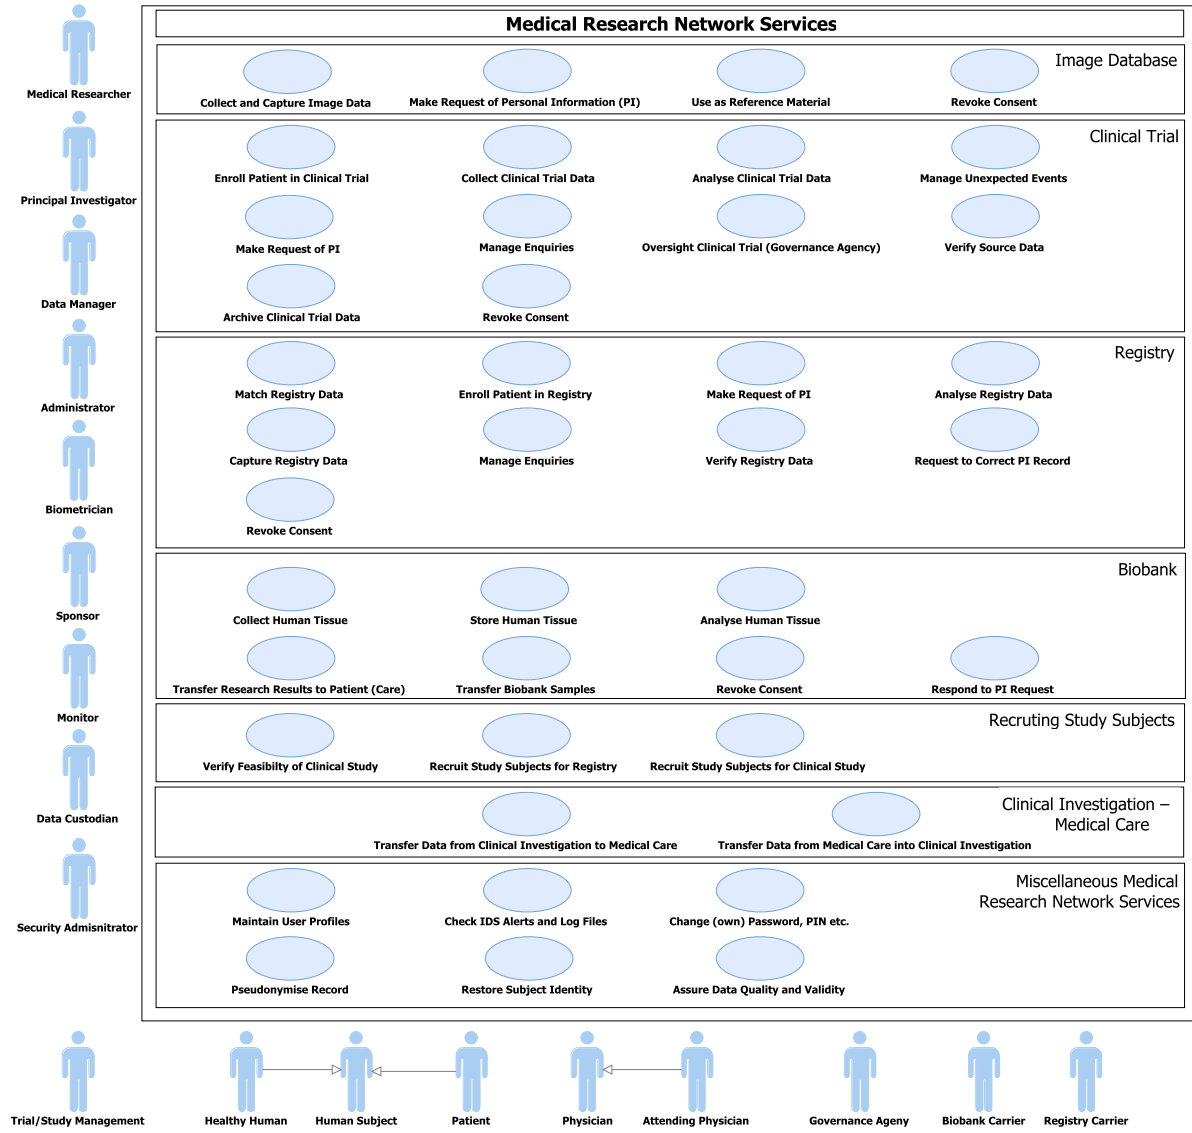 Medical Research Network Services
Medical Researcher
Principal Investigator
Data Manager
Administrator
Biometrician
Sponsor
Monitor
Data Custodian
Security Admisnitrator
Image Database
Collect and Capture Image Data
Make Request of Personal Information (PI)
Use as Reference Material
Revoke Consent
Clinical Trial
Enroll Patient in Clinical Trial
Collect Clinical Trial Data
Analyse Clinical Trial Data
Manage Unexpected Events
Make Request of PI
Manage Enquiries
Oversight Clinical Trial (Governance Agency)
Verify Source Data
Archive Clinical Trial Data
Revoke Consent
Registry
Match Registry Data
Enroll Patient in Registry
Make Request of PI
Analyse Registry Data
Capture Registry Data
Manage Enquiries
Verify Registry Data
Request to Correct PI Record
Revoke Consent
Biobank
Collect Human Tissue
Store Human Tissue
Analyse Human Tissue
Transfer Research Results to Patient (Care)
Transfer Biobank Samples
Revoke Consent
Respond to PI Request
Recruting Study Subjects
Verify Feasibilty of Clinical Study
Recruit Study Subjects for Registry
Recruit Study Subjects for Clinical Study
Clinical Investigation –
Medical Care
Transfer Data from Clinical Investigation to Medical Care
Transfer Data from Medical Care into Clinical Investigation
Miscellaneous Medical
Research Network Services
Maintain User Profiles
Check IDS Alerts and Log Files
Change (own) Password, PIN etc.
Pseudonymise Record
Restore Subject Identity
Assure Data Quality and Validity
Trial/Study Management
Healthy Human
Human Subject
Patient
Physician
Attending Physician
Governance Ageny
Biobank Carrier
Registry Carrier